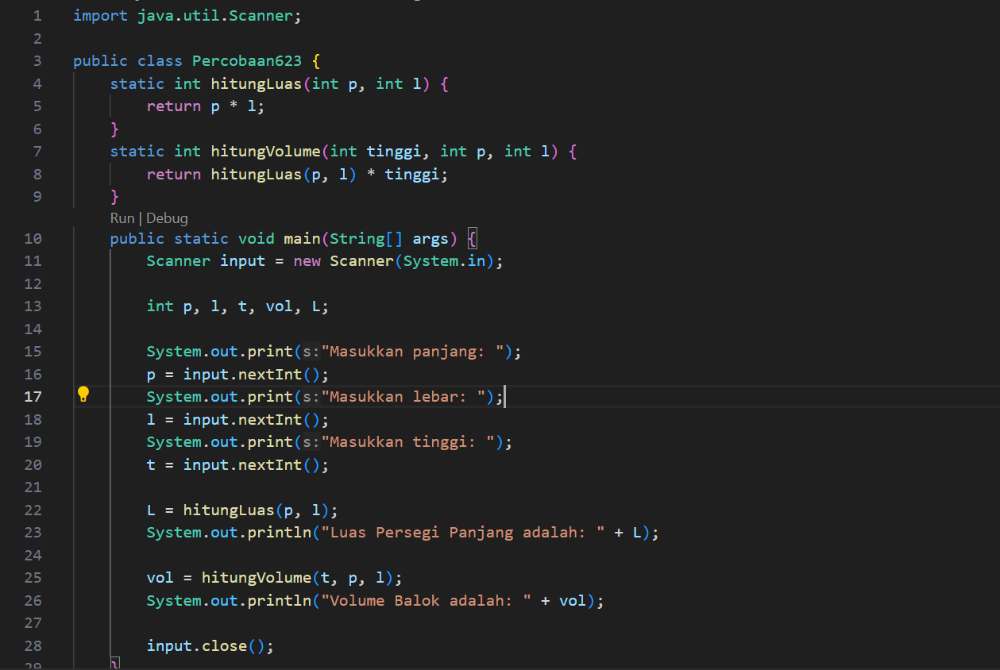 1 import java.util.Scanner;
2
3 public class Percobaan623 {
4 static int hitungLuas(int p, int l) {
5 return p * l;
6 }
7 static int hitungVolume(int tinggi, int p, int l) {
8 return hitungLuas(p, l) * tinggi;
9 }
Run | Debug
10 public static void main(String[] args) {
11 Scanner input = new Scanner(System.in);
12
13 int p, l, t, vol, L;
14
15 System.out.print(s:"Masukkan panjang: ");
16 p = input.nextInt();
17 System.out.print(s:"Masukkan lebar: ");
18 l = input.nextInt();
19 System.out.print(s:"Masukkan tinggi: ");
20 t = input.nextInt();
21
22 L = hitungLuas(p, l);
23 System.out.println("Luas Persegi Panjang adalah: " + L);
24
25 vol = hitungVolume(t, p, l);
26 System.out.println("Volume Balok adalah: " + vol);
27
28 input.close();
29 }